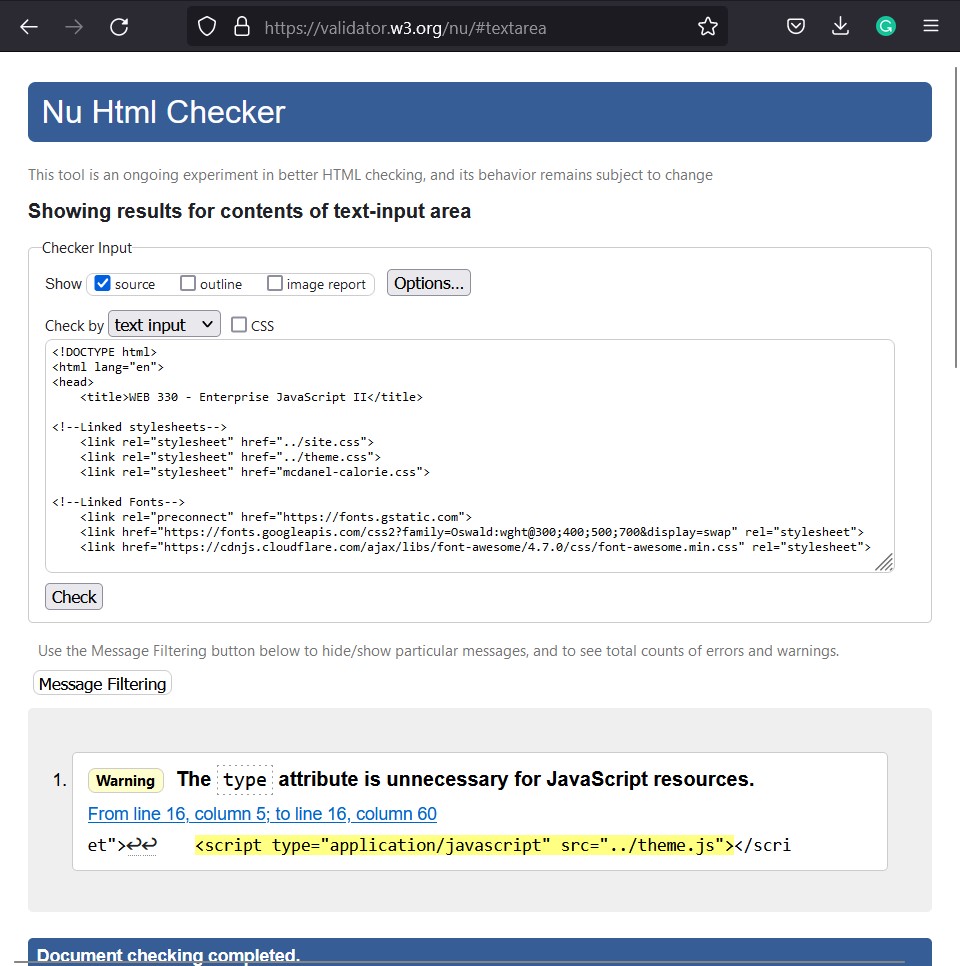 https://validator.w3.org/nu/#textarea
Nu Html Checker
This tool is an ongoing experiment in better HTML checking, and its behavior remains subject to change
Showing results for contents of text-input area
Checker Input
Show source outline image report Options...
Check by text input CSS
<!DOCTYPE html>
<html lang="en">
<head>
    <title>WEB 330 - Enterprise JavaScript II</title>
<!--Linked stylesheets-->
    <link rel="stylesheet" href="../site.css">
    <link rel="stylesheet" href="../theme.css">
    <link rel="stylesheet" href="mcdanel-calorie.css">
<!--Linked Fonts-->
    <link rel="preconnect" href="https://fonts.gstatic.com">
    <link href="https://fonts.googleapis.com/css2?family=Oswald:wght@300;400;500;700&display=swap" rel="stylesheet">
    <link href="https://cdnjs.cloudflare.com/ajax/libs/font-awesome/4.7.0/css/font-awesome.min.css" rel="stylesheet">
Check
Use the Message Filtering button below to hide/show particular messages, and to see total counts of errors and warnings.
Message Filtering
1. Warning The type attribute is unnecessary for JavaScript resources.
From line 16, column 5; to line 16, column 60
et">↩↩    <script type="application/javascript" src="../theme.js"></scri
Document checking completed.